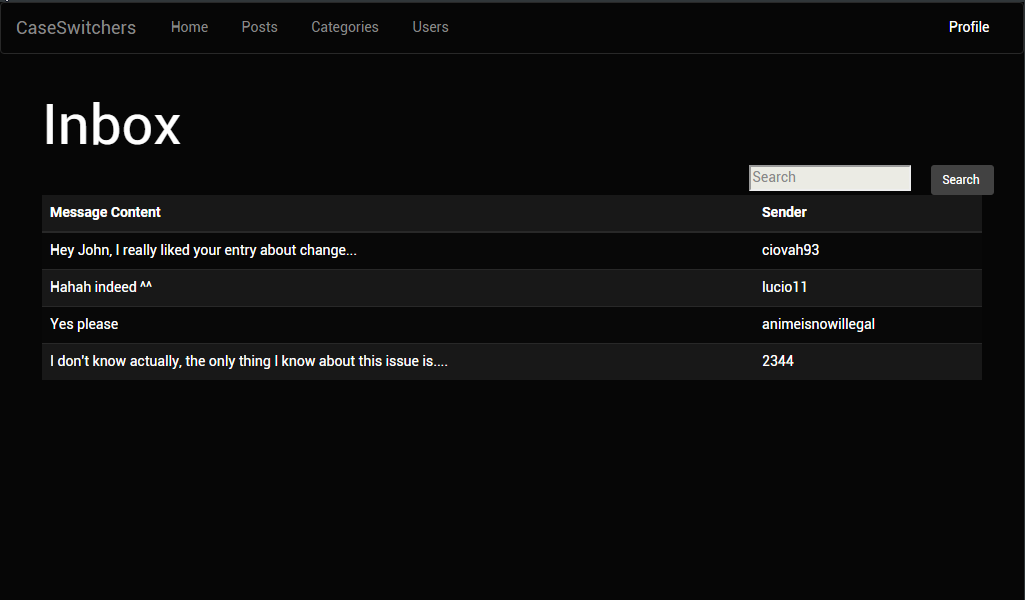 CaseSwitchers Home Posts Categories Users Profile
Inbox
Search Search
Message Content Sender
Hey John, I really liked your entry about change... ciovah93
Hahah indeed ^^ lucio11
Yes please animeisnowillegal
I don't know actually, the only thing I know about this issue is.... 2344